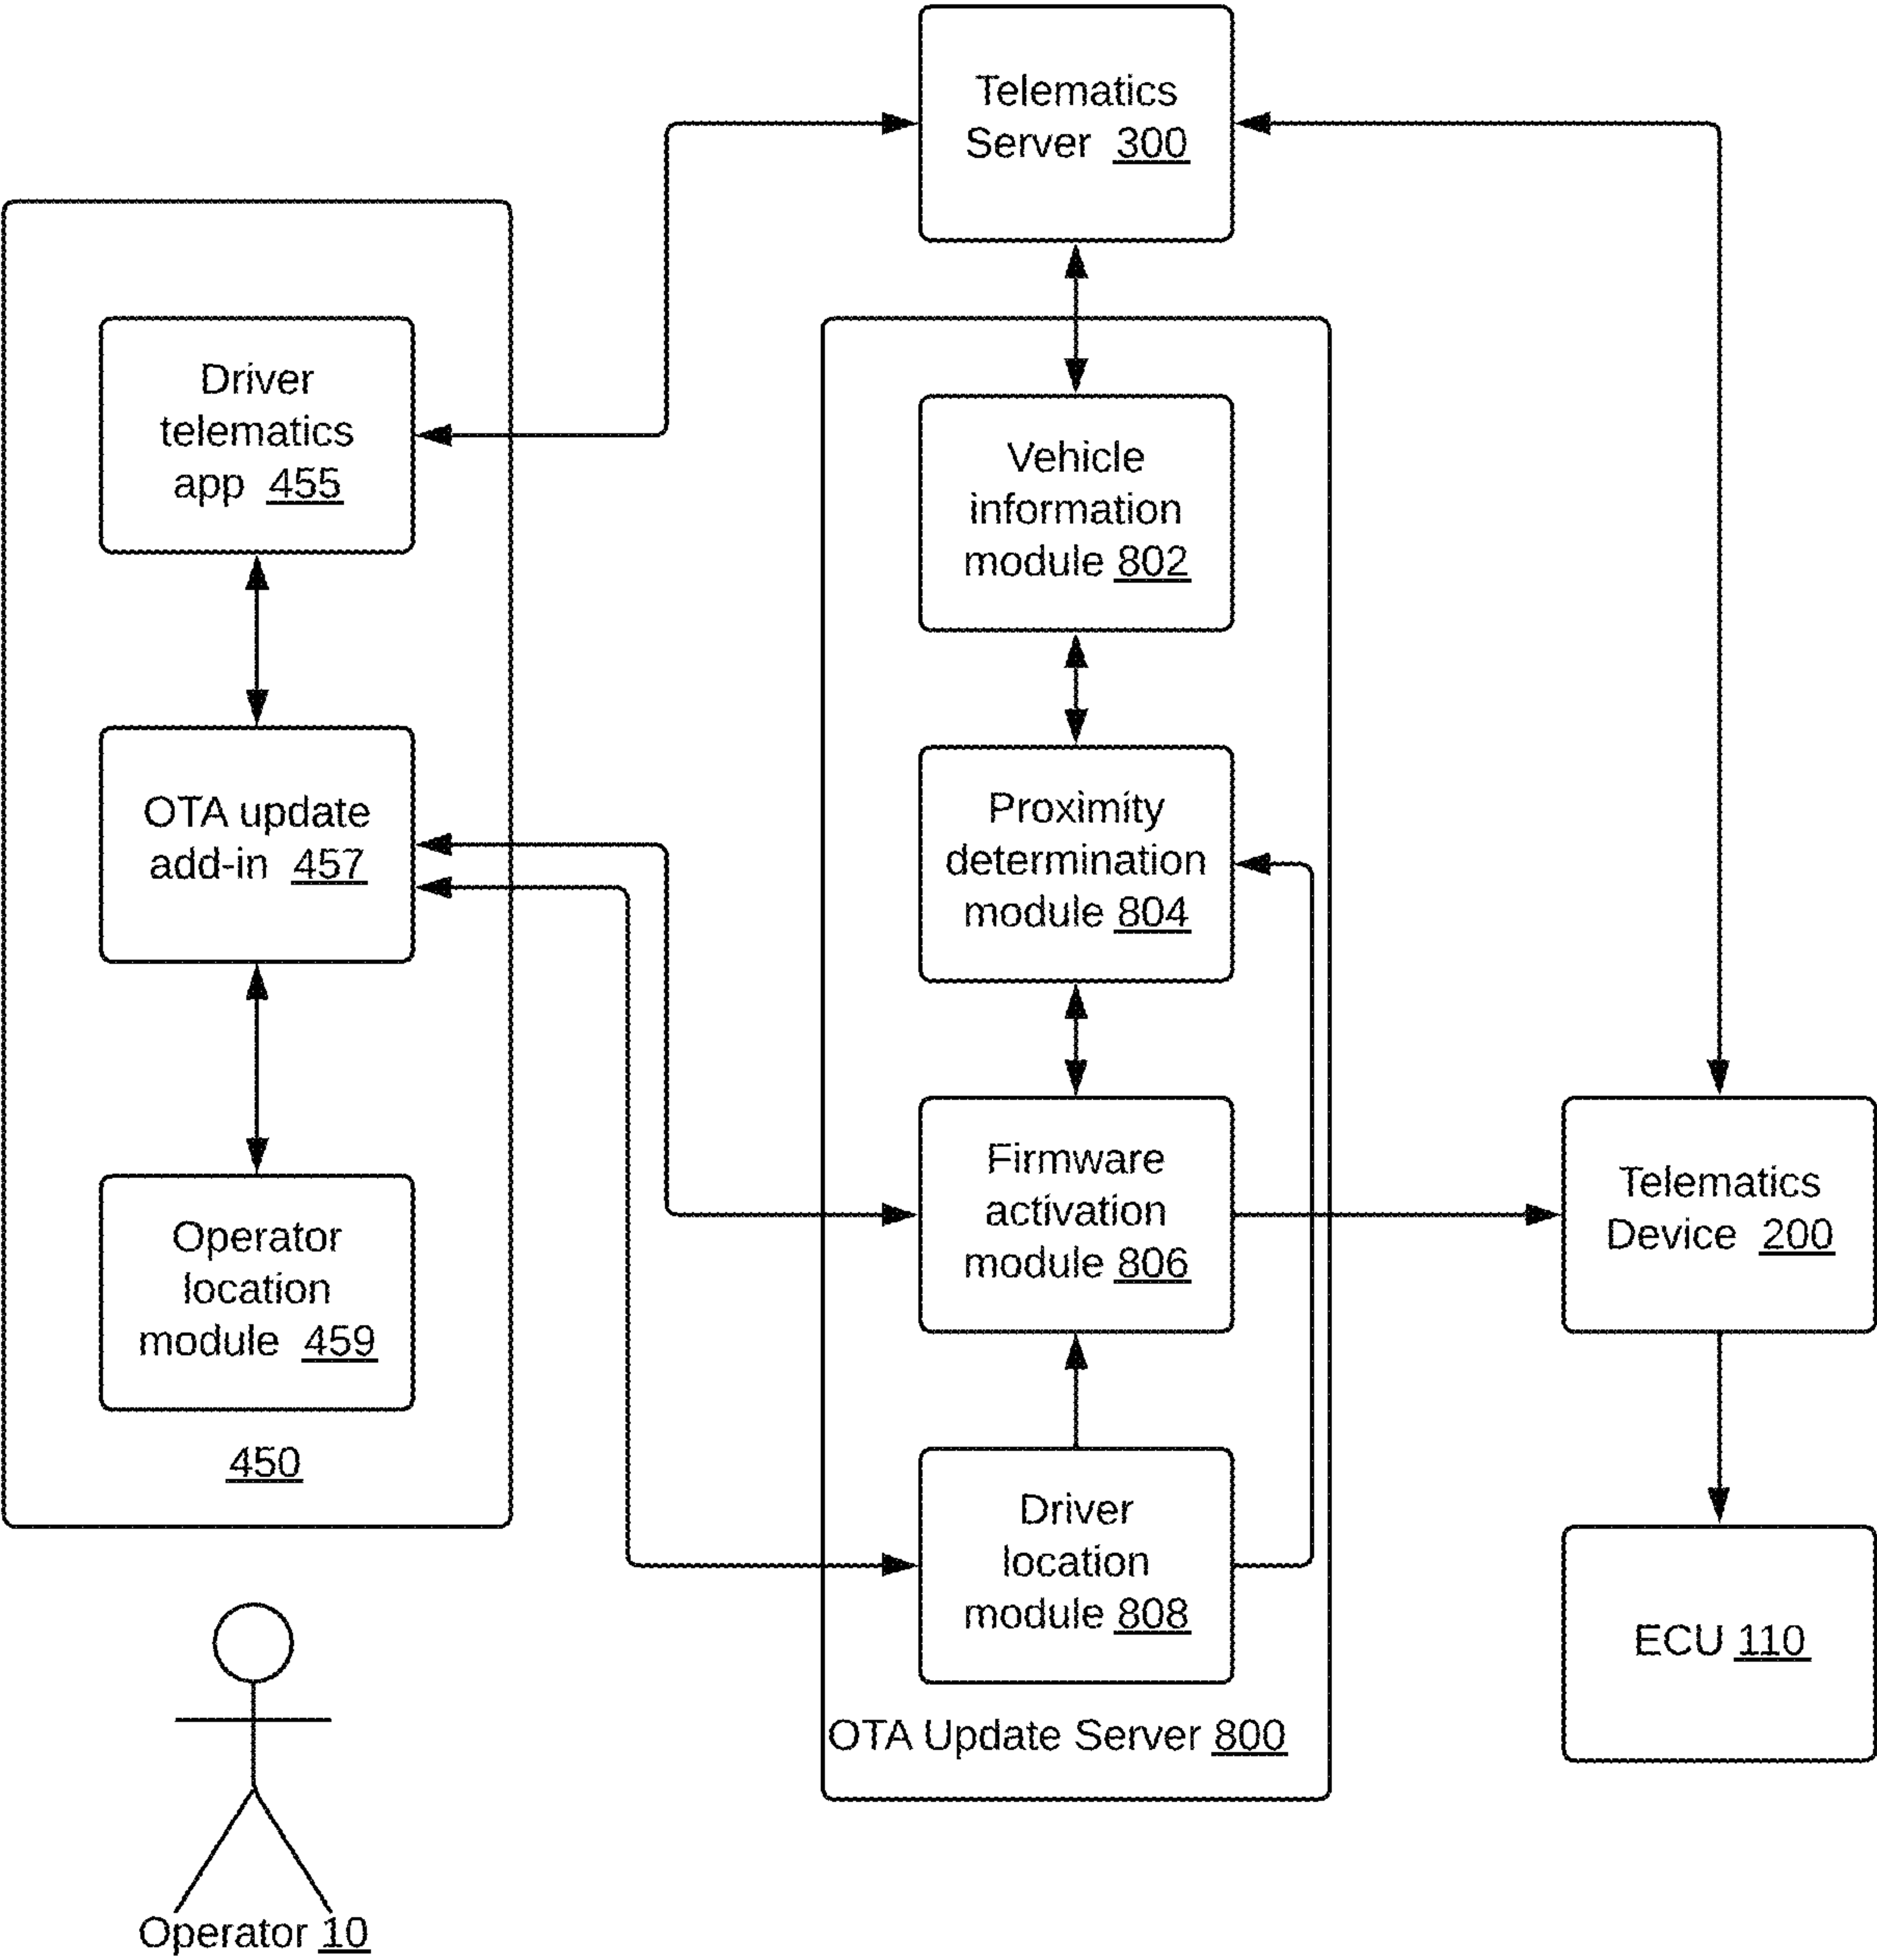 Telematics
Server 300
Driver
telematics
app 455
Vehicle
information
module 802
OTA update
add-in 457
Proximity
determination
module 804
Operator
location
module 459
450
Firmware
activation
module 806
Telematics
Device 200
Driver
location
module 808
OTA Update Server 800
ECU 110
Operator 10